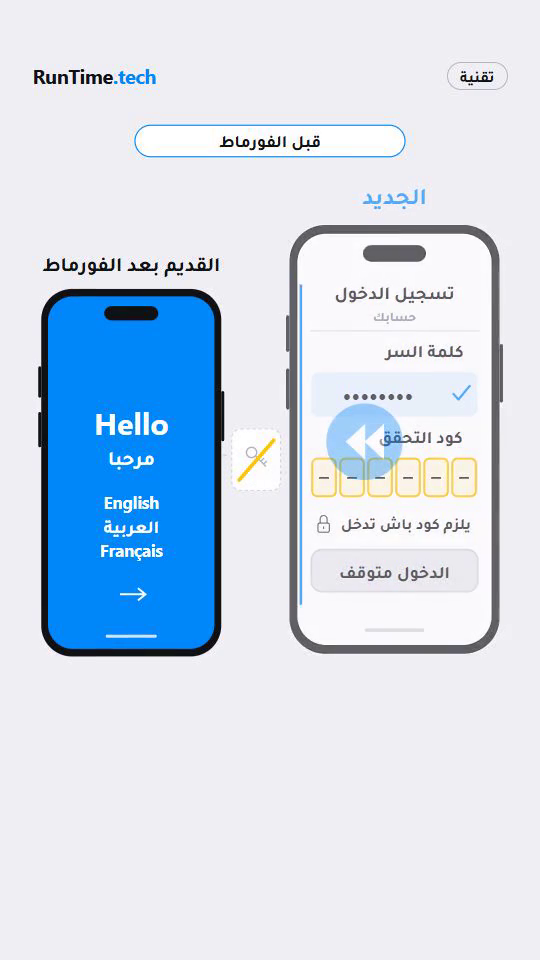 RunTime.tech
تقنية
قبل الفورماط
الجديد
القديم بعد الفورماط
تسجيل الدخول
حسابك
كلمة السر
كود التحقق
يلزم كود باش تدخل
الدخول متوقف
Hello
مرحبا
English
العربية
Français